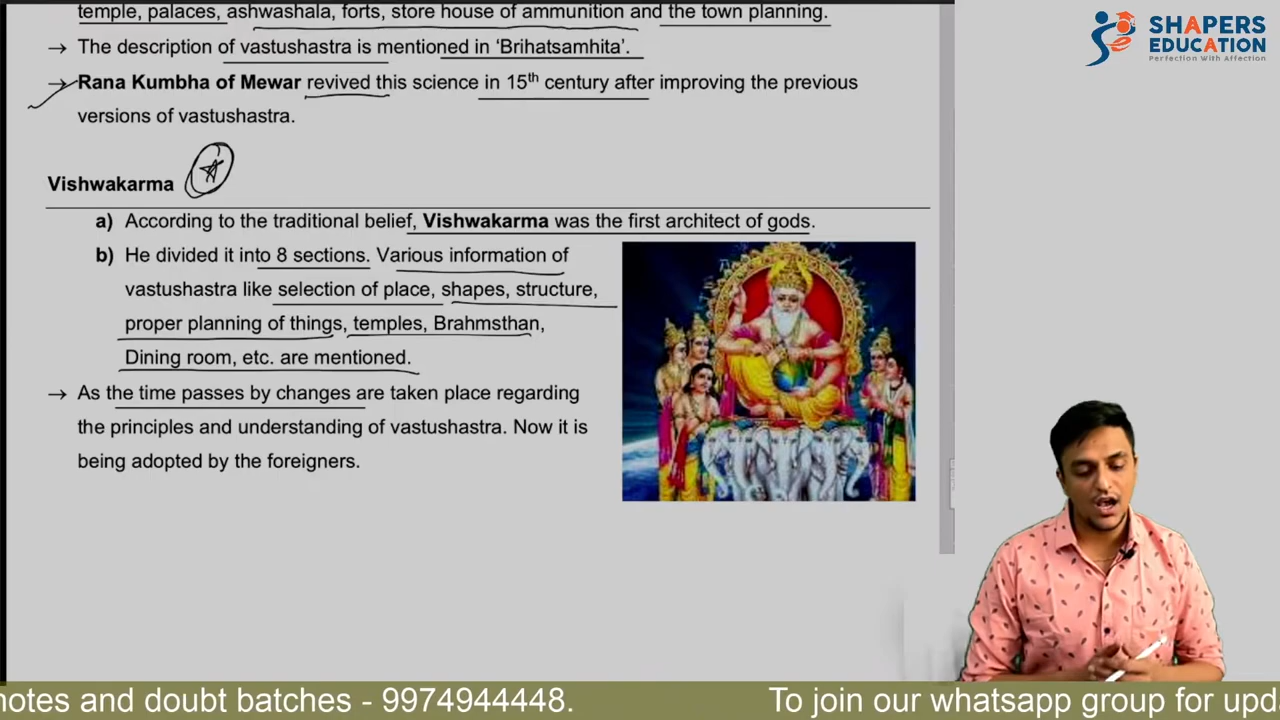 temple, palaces, ashwashala, forts, store house of ammunition and the town planning.
→ The description of vastushastra is mentioned in ‘Brihatsamhita’.
→ Rana Kumbha of Mewar revived this science in 15th century after improving the previous
versions of vastushastra.
Vishwakarma
a) According to the traditional belief, Vishwakarma was the first architect of gods.
b) He divided it into 8 sections. Various information of
vastushastra like selection of place, shapes, structure,
proper planning of things, temples, Brahmsthan,
Dining room, etc. are mentioned.
→ As the time passes by changes are taken place regarding
the principles and understanding of vastushastra. Now it is
being adopted by the foreigners.
SHAPERS
EDUCATION
Perfection With Affection
notes and doubt batches - 9974944448. To join our whatsapp group for upd